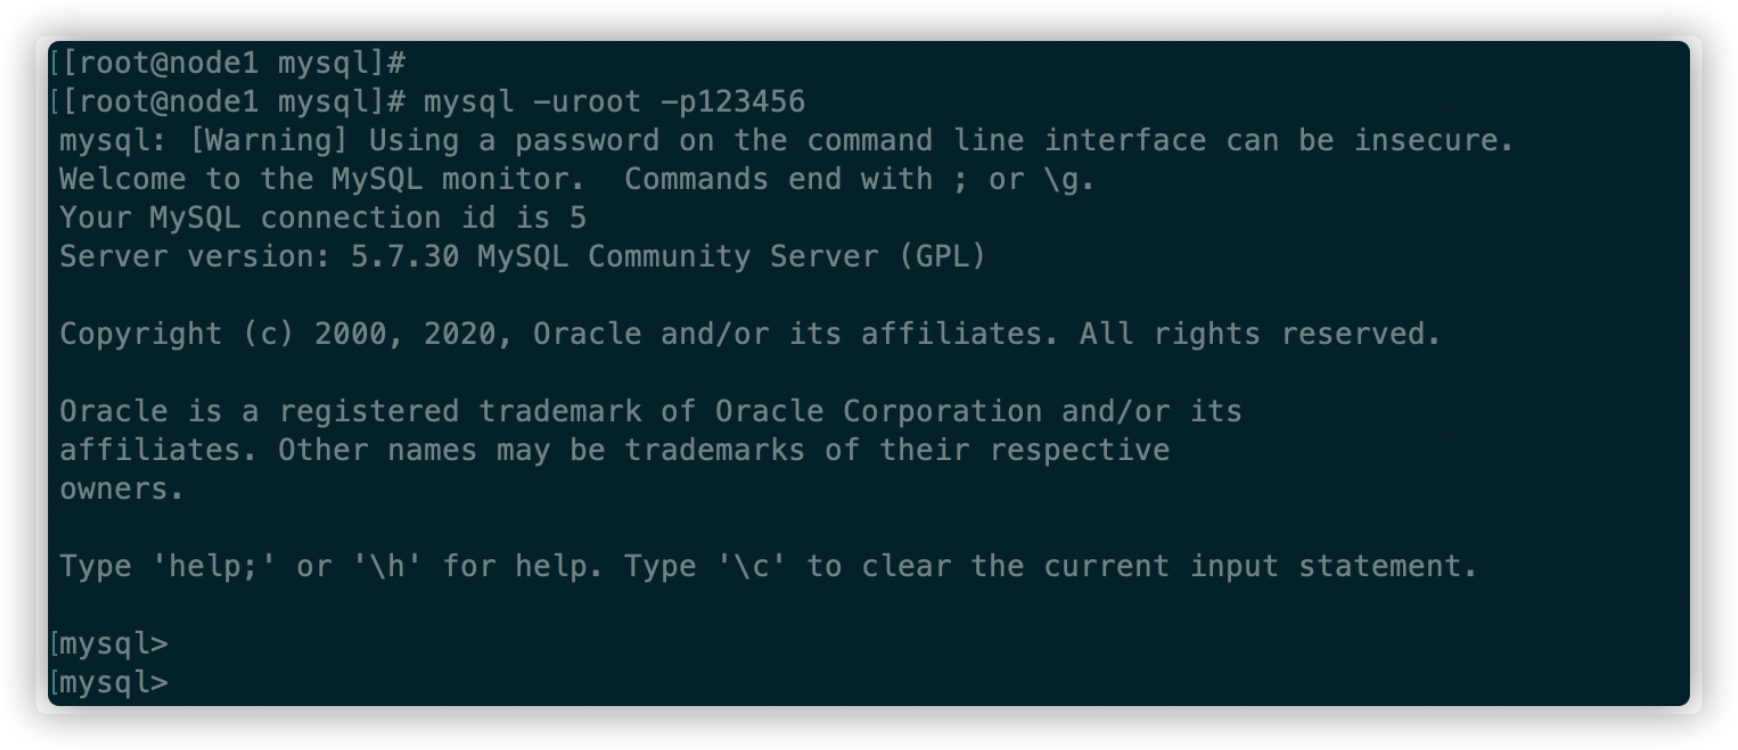 [[root@node1 mysql]#
[[root@node1 mysql]# mysql -uroot -p123456
mysql: [Warning] Using a password on the command line interface can be insecure.
Welcome to the MySQL monitor.  Commands end with ; or \g.
Your MySQL connection id is 5
Server version: 5.7.30 MySQL Community Server (GPL)
Copyright (c) 2000, 2020, Oracle and/or its affiliates. All rights reserved.
Oracle is a registered trademark of Oracle Corporation and/or its
affiliates. Other names may be trademarks of their respective
owners.
Type 'help;' or '\h' for help. Type '\c' to clear the current input statement.
[mysql>
[mysql>